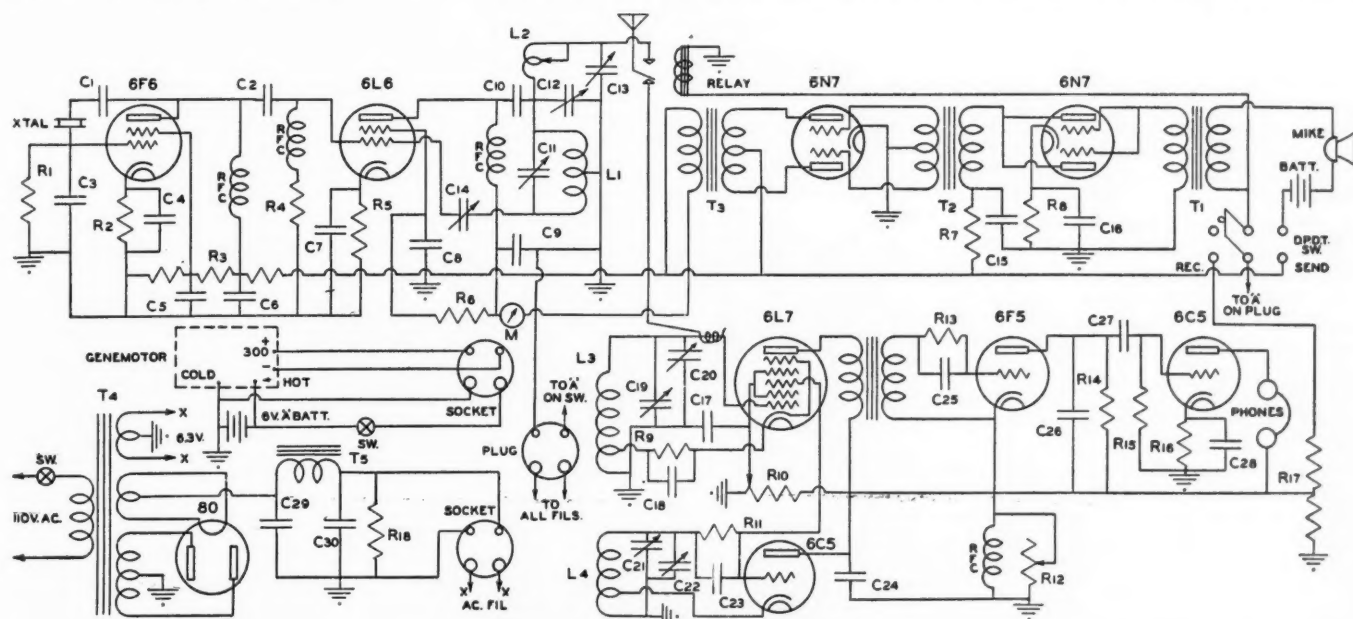 L2
C1
6F6
C2
6L6
C10
C12
C13
RELAY
6N7
6N7
XTAL
RFC
RFC
RFC
MIKE
R1
C3
C4
R2
R4
R5
C14
C11
L1
BATT.
T3
T2
T1
R3
C7
C8
C9
R7
R8
C16
C15
D.P.D.T.
SW.
REC.
SEND
C5
C6
R6
M
TO "A"
ON PLUG
GENEMOTOR
300
+
-
COLD
HOT
SOCKET
L3
C20
6L7
R13
6F5
C27
6C5
TO "A"
ON SW.
C19
C17
C25
R14
PHONES
T4
6.3V.
X
X
6V. "A" BATT.
SW.
PLUG
R9
C26
R15
R16
C28
R17
SW.
T5
C18
R10
110V. AC.
80
C29
C30
R18
SOCKET
TO
ALL FILS.
R11
6C5
RFC
R12
L4
C21
C22
C23
C24
X
X
AC. FIL